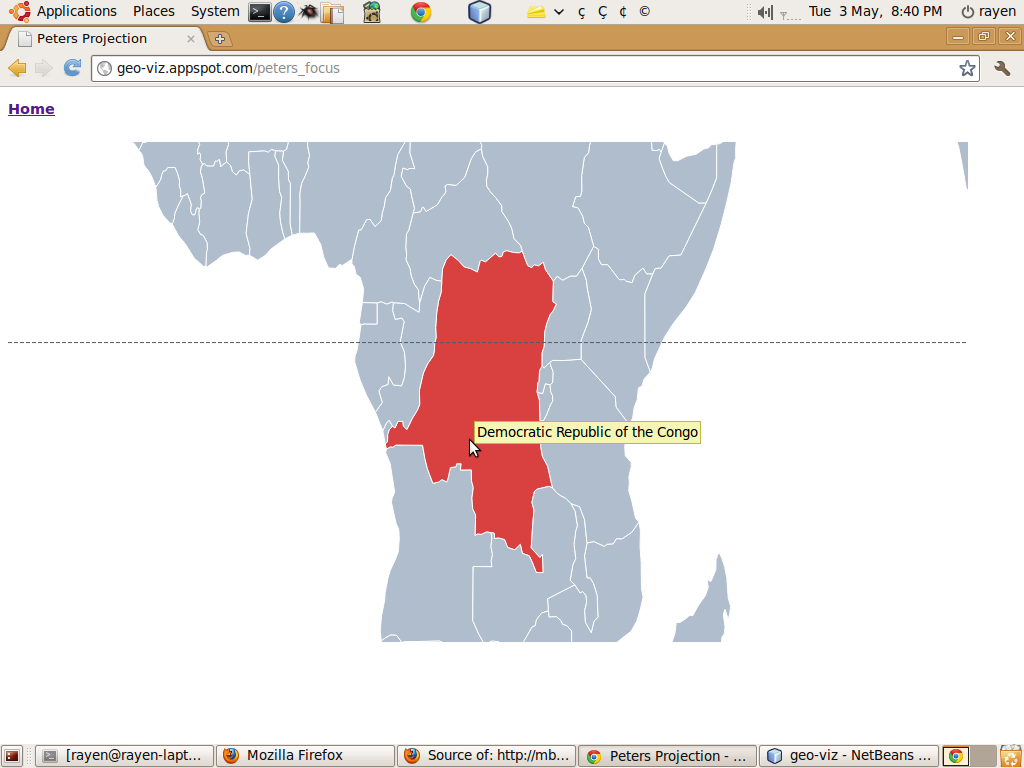 Applications Places System ç Ç ¢ © Tue 3 May, 8:40 PM rayen
Peters Projection
geo-viz.appspot.com/peters_focus
Home
Democratic Republic of the Congo
[rayen@rayen-lapt... Mozilla Firefox Source of: http://mb... Peters Projection - ... geo-viz - NetBeans ...